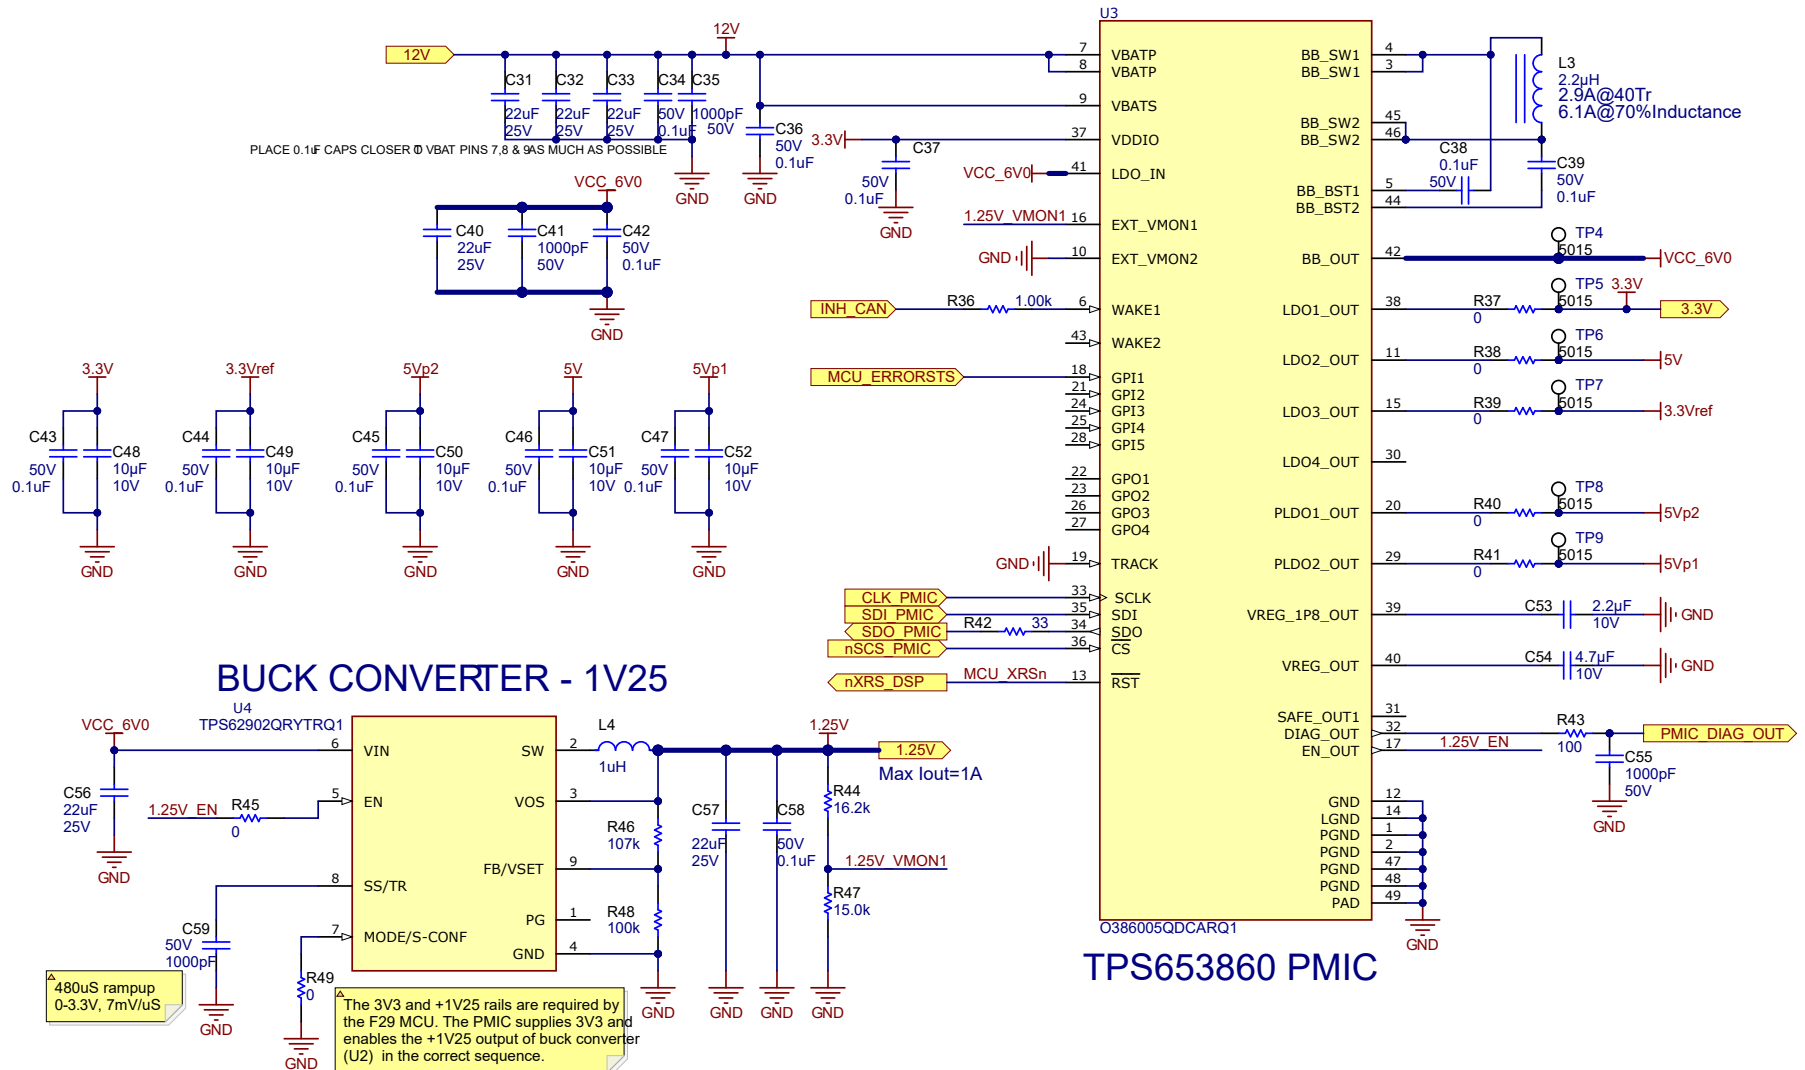 U3
12V
12V
C31
22uF
25V
C32
22uF
25V
C33
22uF
25V
C34
50V
0.1uF
C35
1000pF
50V
C36
50V
0.1uF
PLACE 0.1uF CAPS CLOSER TO VBAT PINS 7,8 & 9AS MUCH AS POSSIBLE
GND
GND
3.3V
C37
50V
0.1uF
GND
VCC_6V0
1.25V_VMON1
GND
VCC_6V0
C40
22uF
25V
C41
1000pF
50V
C42
50V
0.1uF
GND
INH_CAN
R36
1.00k
MCU_ERRORSTS
GND
CLK_PMIC
SDI_PMIC
SDO_PMIC
R42
33
nSCS_PMIC
nXRS_DSP
MCU_XRSn
7 VBATP
8 VBATP
9 VBATS
37 VDDIO
41 LDO_IN
16 EXT_VMON1
10 EXT_VMON2
6 WAKE1
43 WAKE2
18 GPI1
21 GPI2
24 GPI3
25 GPI4
28 GPI5
22 GPO1
23 GPO2
26 GPO3
27 GPO4
19 TRACK
33 SCLK
35 SDI
34 SDO
36 CS
13 RST
BB_SW1 4
BB_SW1 3
BB_SW2 45
BB_SW2 46
BB_BST1 5
BB_BST2 44
BB_OUT 42
LDO1_OUT 38
LDO2_OUT 11
LDO3_OUT 15
LDO4_OUT 30
PLDO1_OUT 20
PLDO2_OUT 29
VREG_1P8_OUT 39
VREG_OUT 40
SAFE_OUT1 31
DIAG_OUT 32
EN_OUT 17
GND 12
LGND 14
PGND 1
PGND 2
PGND 47
PGND 48
PAD 49
O386005QDCARQ1
TPS653860 PMIC
L3
2.2µH
2.9A@40Tr
6.1A@70%Inductance
C38
0.1uF
50V
C39
50V
0.1uF
TP4
5015
VCC_6V0
R37
0
TP5
5015
3.3V
3.3V
R38
0
TP6
5015
5V
R39
0
TP7
5015
3.3Vref
R40
0
TP8
5015
5Vp2
R41
0
TP9
5015
5Vp1
C53
2.2µF
10V
GND
C54
4.7µF
10V
GND
1.25V_EN
R43
100
PMIC_DIAG_OUT
C55
1000pF
50V
GND
GND
3.3V
C43
50V
0.1uF
C48
10µF
10V
GND
3.3Vref
C44
50V
0.1uF
C49
10µF
10V
GND
5Vp2
C45
50V
0.1uF
C50
10µF
10V
GND
5V
C46
50V
0.1uF
C51
10µF
10V
GND
5Vp1
C47
50V
0.1uF
C52
10µF
10V
GND
BUCK CONVERTER - 1V25
U4
TPS62902QRYTRQ1
VCC_6V0
C56
22uF
25V
GND
1.25V_EN
R45
0
C59
50V
1000pF
GND
R49
0
GND
6 VIN
5 EN
8 SS/TR
7 MODE/S-CONF
SW 2
VOS 3
FB/VSET 9
PG 1
GND 4
L4
1uH
R46
107k
R48
100k
GND
C57
22uF
25V
GND
C58
50V
0.1uF
GND
1.25V
1.25V
Max Iout=1A
R44
16.2k
1.25V_VMON1
R47
15.0k
GND
480uS rampup
0-3.3V, 7mV/uS
The 3V3 and +1V25 rails are required by
the F29 MCU. The PMIC supplies 3V3 and
enables the +1V25 output of buck converter
(U2) in the correct sequence.